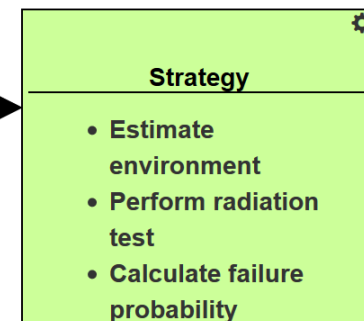 Strategy
• Estimate
environment
• Perform radiation
test
• Calculate failure
probability